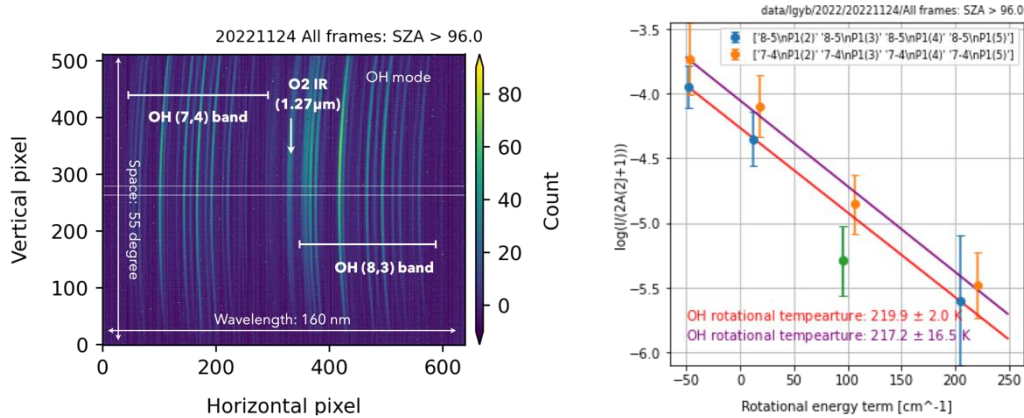 20221124 All frames: SZA > 96.0
OH mode
O2 IR
(1.27μm)
OH (7,4) band
Space: 55 degree
OH (8,3) band
Wavelength: 160 nm
500
400
300
200
100
0
0
200
400
600
Vertical pixel
Horizontal pixel
80
60
40
20
0
Count
data/lgyb/2022/20221124/All frames: SZA > 96.0
['8-5\nP1(2)' '8-5\nP1(3)' '8-5\nP1(4)' '8-5\nP1(5)']
['7-4\nP1(2)' '7-4\nP1(3)' '7-4\nP1(4)' '7-4\nP1(5)']
−3.5
−4.0
−4.5
−5.0
−5.5
−6.0
log(I/(2A(2J+1)))
OH rotational tempearture: 219.9 ± 2.0 K
OH rotational tempearture: 217.2 ± 16.5 K
−50
0
50
100
150
200
250
Rotational energy term [cm^-1]